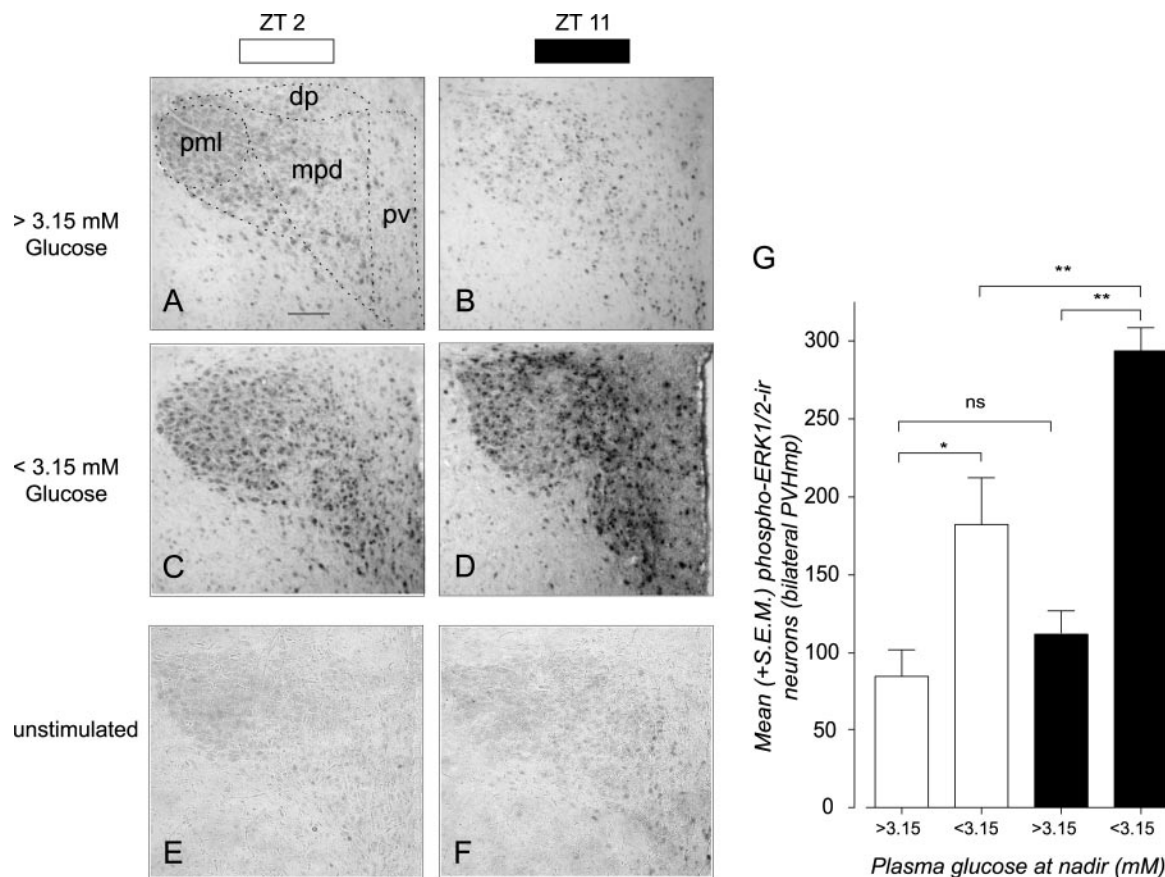 ZT 2
ZT 11
dp
pml
mpd
pv
> 3.15 mM
Glucose
A
B
< 3.15 mM
Glucose
C
D
unstimulated
E
F
G
**
**
ns
*
300
250
200
150
100
50
0
Mean (+S.E.M.) phospho-ERK1/2-ir
neurons (bilateral PVHmp)
>3.15
<3.15
>3.15
<3.15
Plasma glucose at nadir (mM)